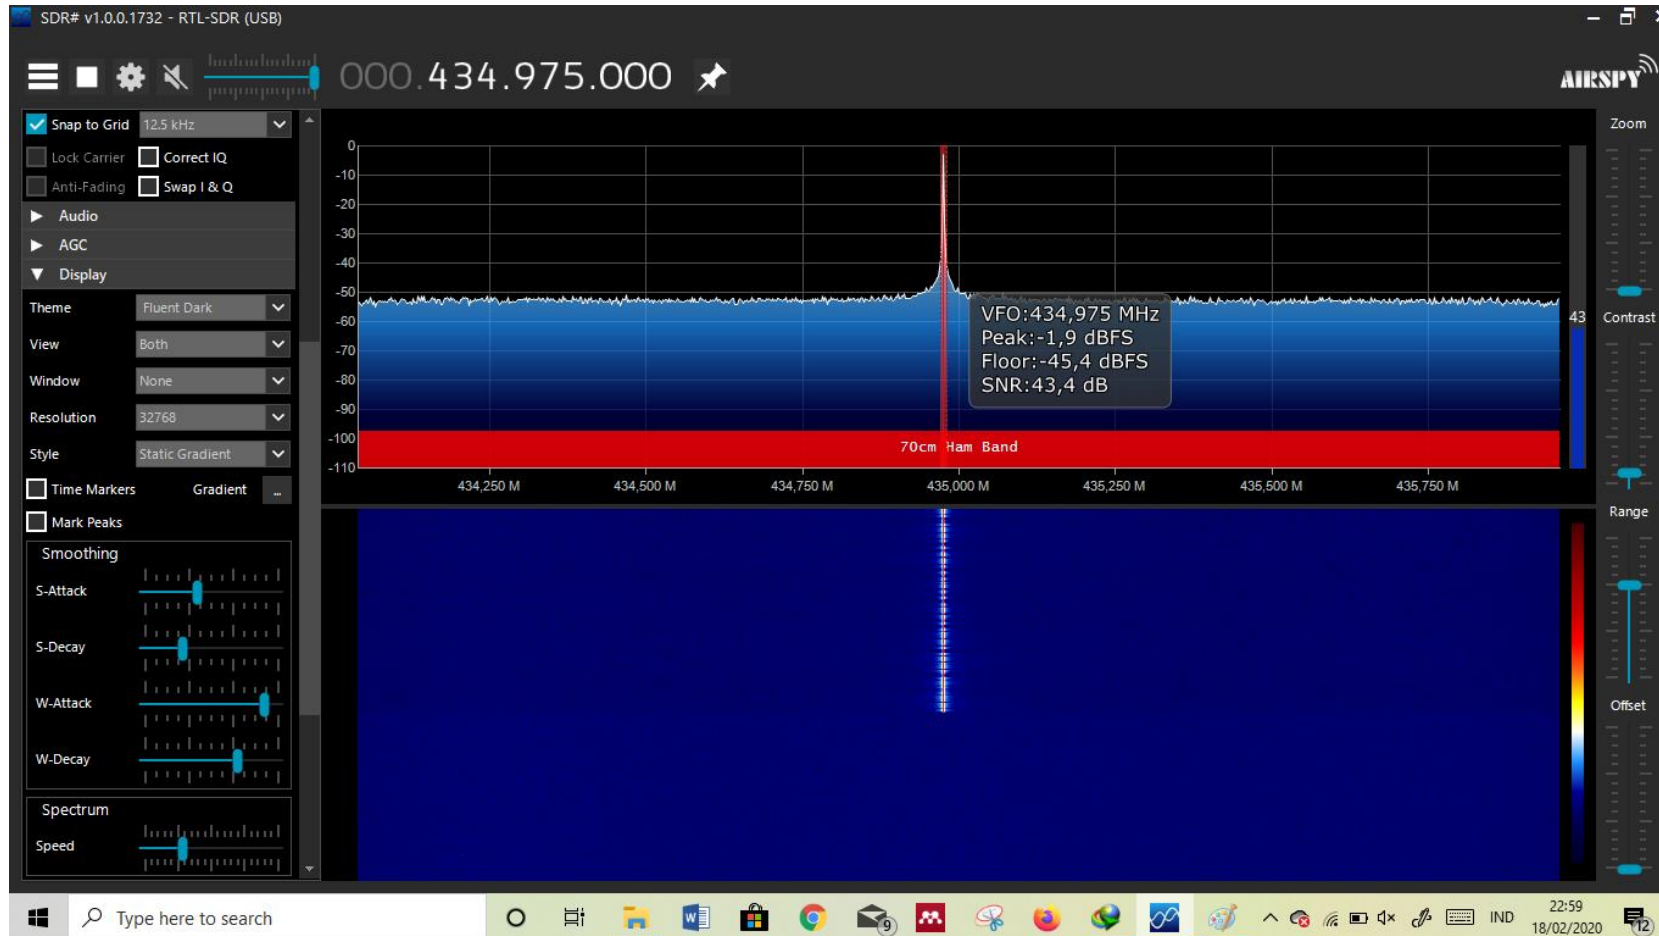 SDR# v1.0.0.1732 - RTL-SDR (USB)
000.434.975.000
AIRSPY
Snap to Grid 12.5 kHz
Lock Carrier Correct IQ
Anti-Fading Swap I & Q
Audio
AGC
Display
Theme Fluent Dark
View Both
Window None
Resolution 32768
Style Static Gradient
Time Markers Gradient ...
Mark Peaks
Smoothing
S-Attack
S-Decay
W-Attack
W-Decay
Spectrum
Speed
0
-10
-20
-30
-40
-50
-60
-70
-80
-90
-100
-110
VFO:434,975 MHz
Peak:-1,9 dBFS
Floor:-45,4 dBFS
SNR:43,4 dB
70cm Ham Band
434,250 M 434,500 M 434,750 M 435,000 M 435,250 M 435,500 M 435,750 M
43
Zoom
Contrast
Range
Offset
Type here to search
9
IND
22:59
18/02/2020
12